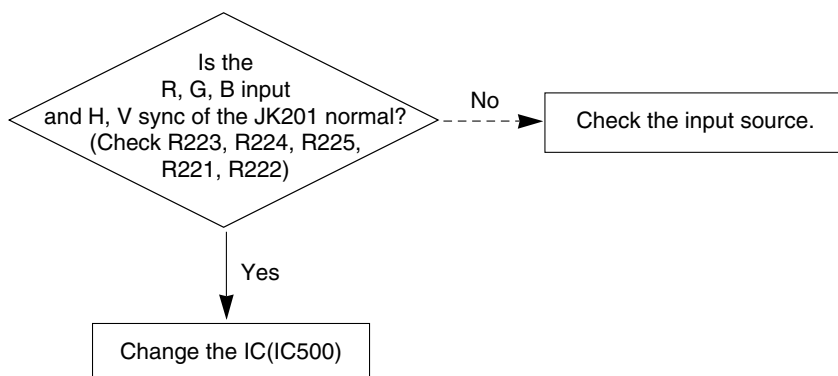 Is the
R, G, B input
and H, V sync of the JK201 normal?
(Check R223, R224, R225,
R221, R222)
No
Check the input source.
Yes
Change the IC(IC500)